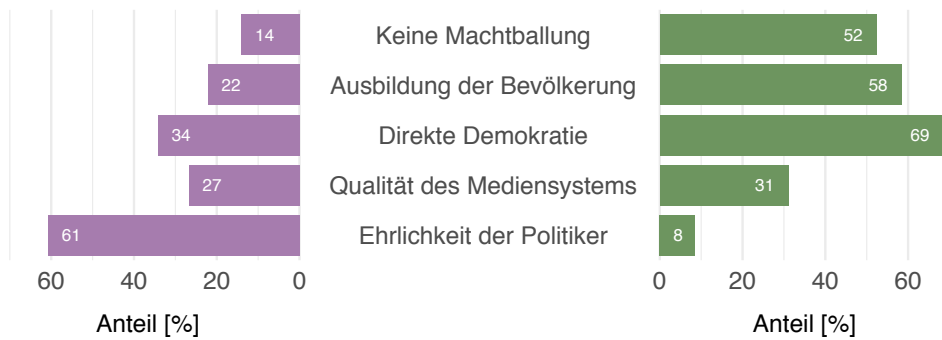 14 Keine Machtballung 52
22 Ausbildung der Bevölkerung 58
34 Direkte Demokratie 69
27 Qualität des Mediensystems 31
61 Ehrlichkeit der Politiker 8
60 40 20 0 0 20 40 60
Anteil [%] Anteil [%]